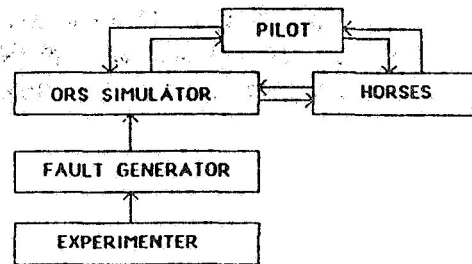 PILOT
ORS SIMULATOR
HORSES
FAULT GENERATOR
EXPERIMENTER